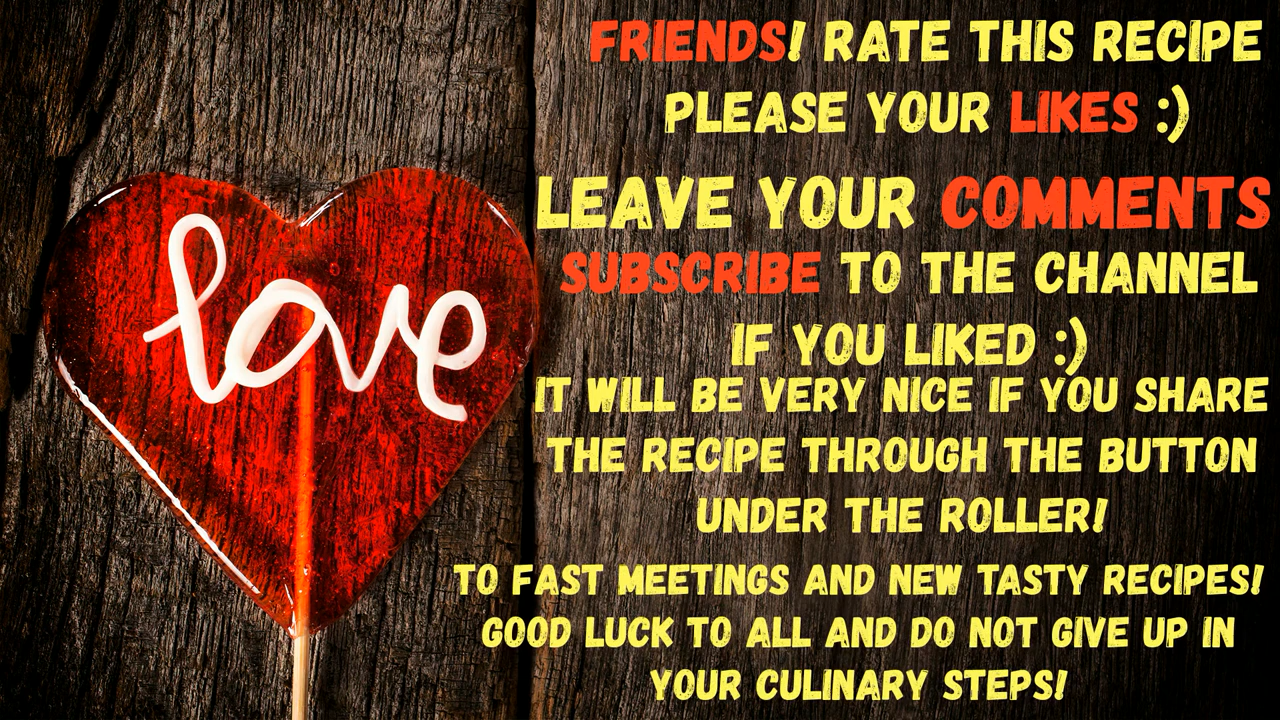 love
FRIENDS! RATE THIS RECIPE
PLEASE YOUR LIKES :)
LEAVE YOUR COMMENTS
SUBSCRIBE TO THE CHANNEL
IF YOU LIKED :)
IT WILL BE VERY NICE IF YOU SHARE
THE RECIPE THROUGH THE BUTTON
UNDER THE ROLLER!
TO FAST MEETINGS AND NEW TASTY RECIPES!
GOOD LUCK TO ALL AND DO NOT GIVE UP IN
YOUR CULINARY STEPS!